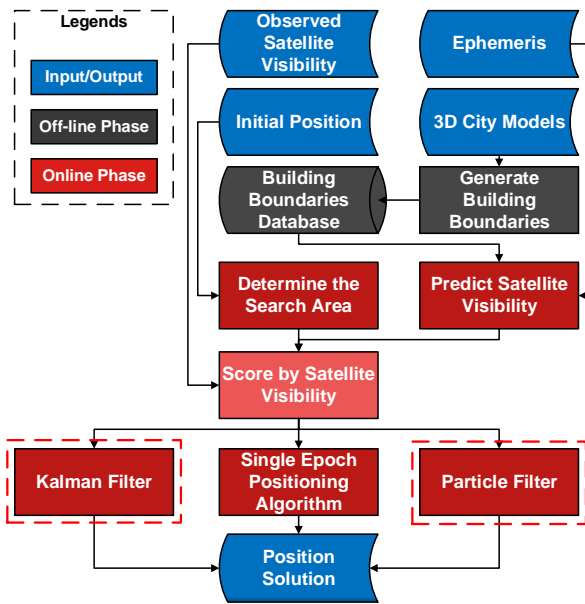 Legends
Input/Output
Off-line Phase
Online Phase
Observed
Satellite
Visibility
Ephemeris
Initial Position
3D City Models
Building
Boundaries
Database
Generate
Building
Boundaries
Determine the
Search Area
Predict Satellite
Visibility
Score by Satellite
Visibility
Kalman Filter
Single Epoch
Positioning
Algorithm
Particle Filter
Position
Solution